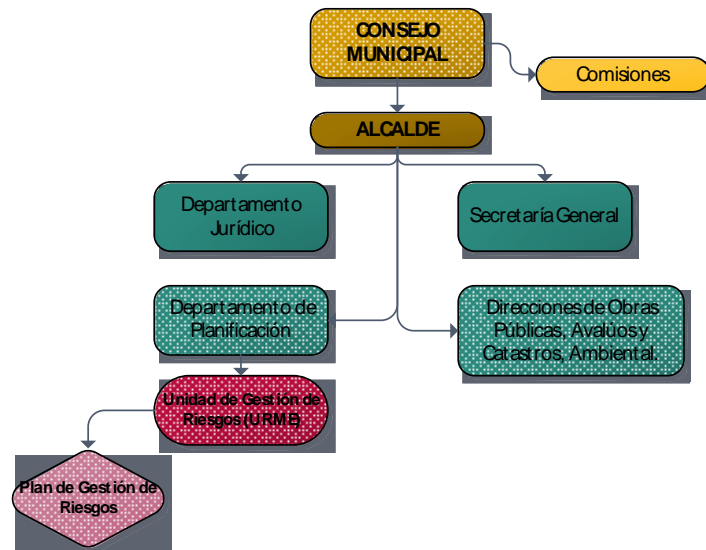 CONSEJO
MUNICIPAL
Comisiones
ALCALDE
Departamento
Jurídico
Secretaría General
Departamento de
Planificación
Direcciones de Obras
Públicas, Avalúos y
Catastros, Ambiental.
Unidad de Gestión de
Riesgos (URME)
Plan de Gestión de
Riesgos